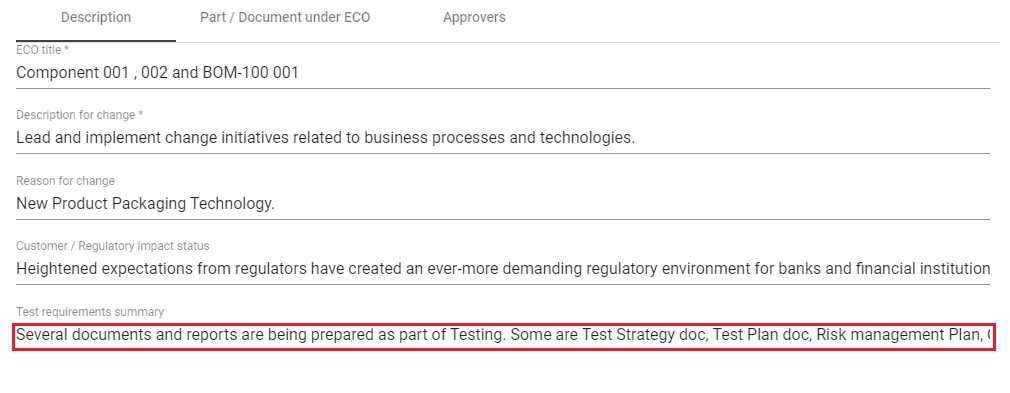 Description Part / Document under ECO Approvers
ECO title *
Component 001 , 002 and BOM-100 001
Description for change *
Lead and implement change initiatives related to business processes and technologies.
Reason for change
New Product Packaging Technology.
Customer / Regulatory impact status
Heightened expectations from regulators have created an ever-more demanding regulatory environment for banks and financial institution
Test requirements summary
Several documents and reports are being prepared as part of Testing. Some are Test Strategy doc, Test Plan doc, Risk management Plan,